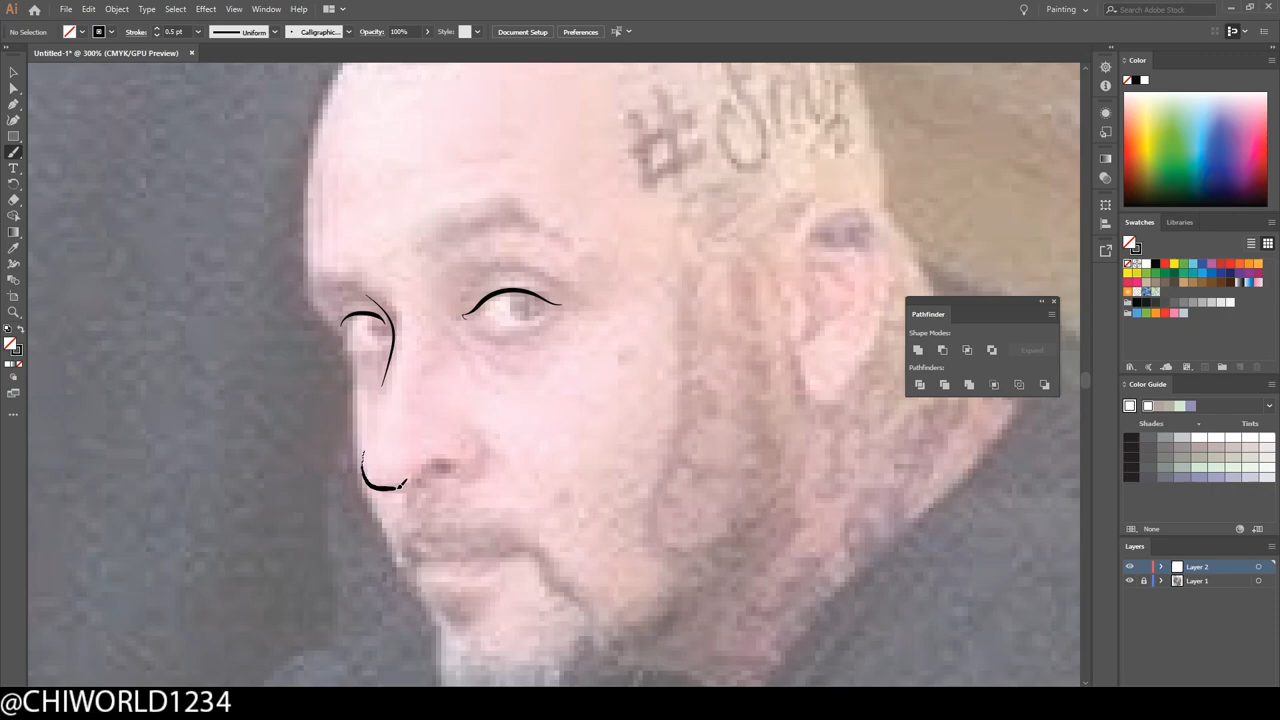 Ai File Edit Object Type Select Effect View Window Help Painting Search Adobe Stock
No Selection Stroke: 0.5 pt Uniform Calligraphic... Opacity: 100% Style: Document Setup Preferences
Untitled-1* @ 300% (CMYK/GPU Preview)
Color
Swatches Libraries
Pathfinder
Shape Modes:
Expand
Pathfinders:
Color Guide
Shades Tints
None
Layers
Layer 2
Layer 1
@CHIWORLD1234